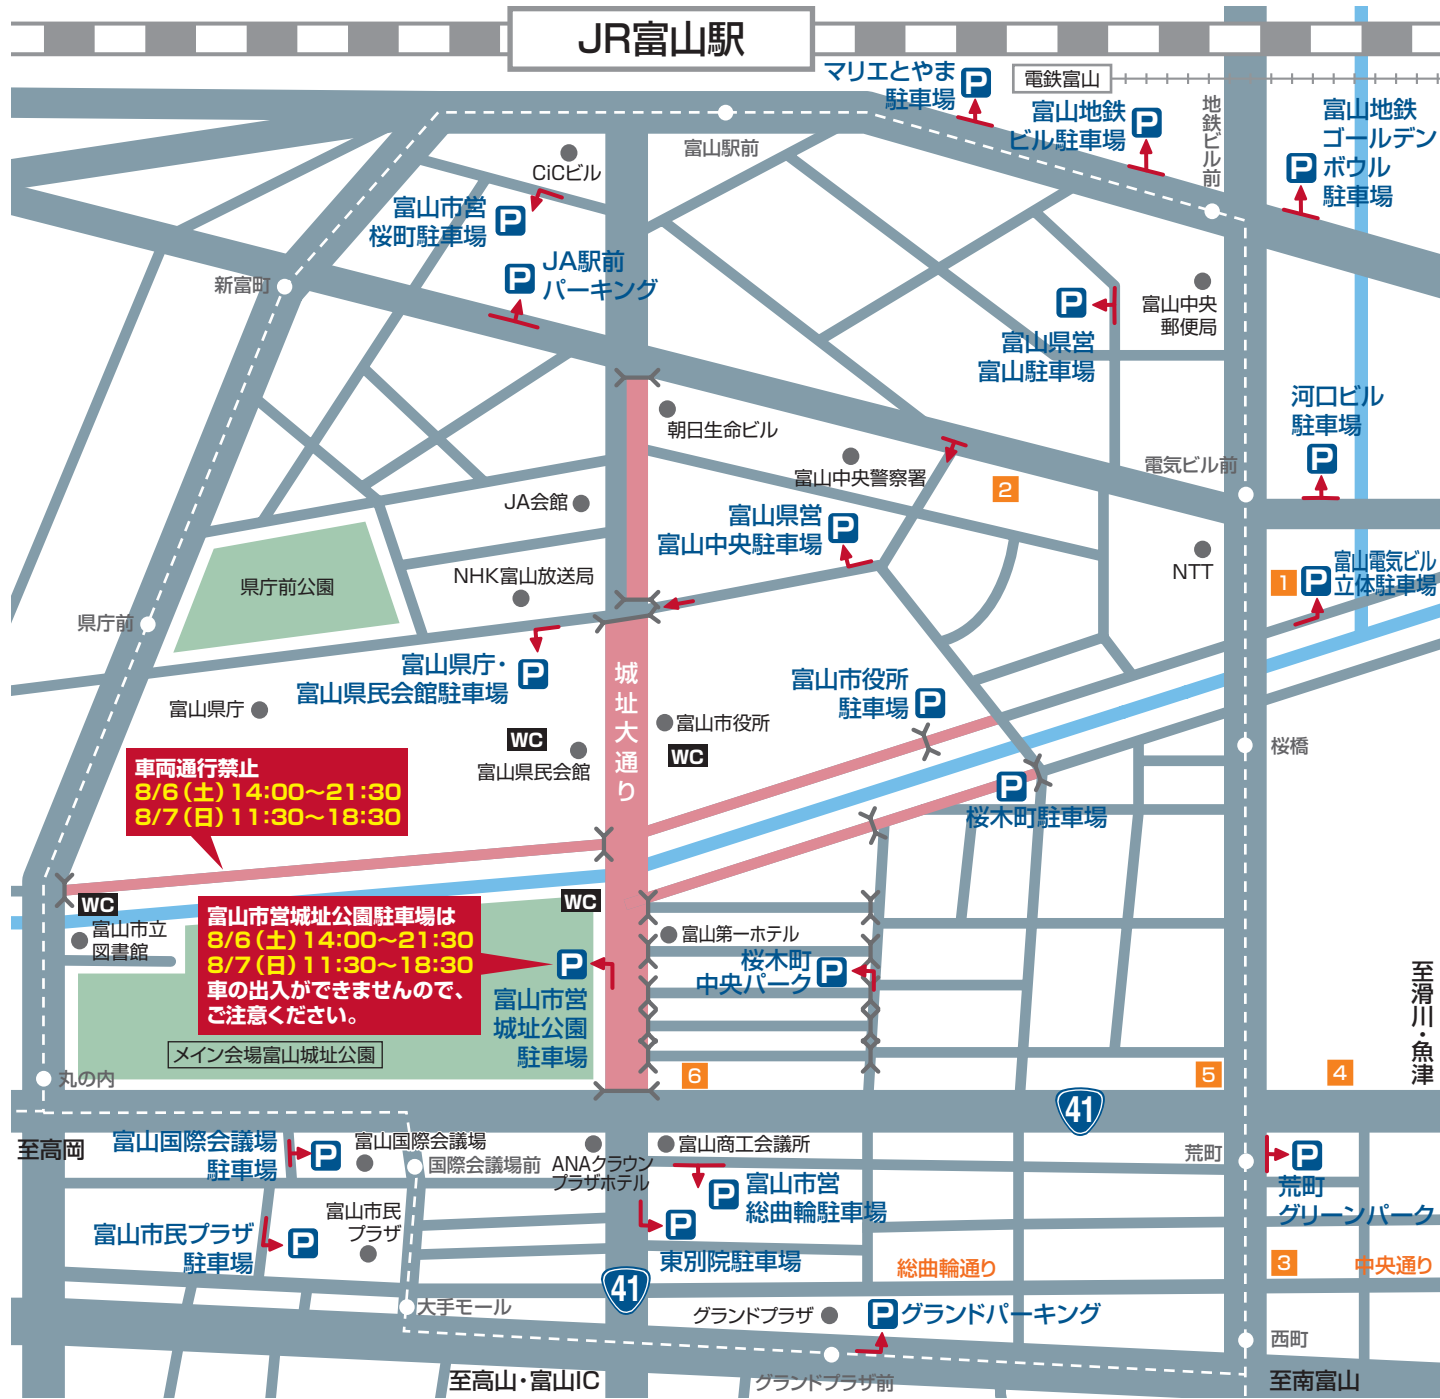 JR富山駅
マリエとやま
駐車場
P
電鉄富山
富山地鉄
ビル駐車場
P
地鉄ビル前
富山地鉄
ゴールデン
ボウル
駐車場
P
富山駅前
CiCビル
富山市営
桜町駐車場
P
JA駅前
パーキング
P
新富町
P
富山県営
富山駐車場
富山中央
郵便局
河口ビル
駐車場
P
朝日生命ビル
富山中央警察署
電気ビル前
2
JA会館
富山県営
富山中央駐車場
P
NTT
富山電気ビル
立体駐車場
1
P
県庁前公園
NHK富山放送局
県庁前
富山県庁・
富山県民会館駐車場
P
城址大通り
富山市役所
駐車場
P
富山県庁
富山市役所
WC
WC
富山県民会館
桜橋
車両通行禁止
8/6(土)14:00〜21:30
8/7(日)11:30〜18:30
P
桜木町駐車場
WC
WC
富山市立
図書館
富山市営城址公園駐車場は
8/6(土)14:00〜21:30
8/7(日)11:30〜18:30
車の出入ができませんので、
ご注意ください。
P
富山市営
城址公園
駐車場
富山第一ホテル
桜木町
中央パーク
P
至滑川・魚津
メイン会場富山城址公園
丸の内
6
5
4
41
至高岡
富山国際会議場
駐車場
P
富山国際会議場
国際会議場前
ANAクラウン
プラザホテル
富山商工会議所
荒町
P
荒町
グリーンパーク
富山市営
総曲輪駐車場
P
富山市民プラザ
駐車場
P
富山市民
プラザ
P
東別院駐車場
総曲輪通り
3
中央通り
41
大手モール
グランドプラザ
P
グランドパーキング
西町
至高山・富山IC
グランドプラザ前
至南富山